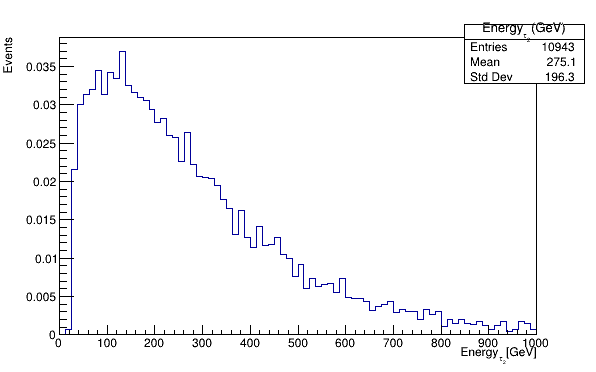 Energy_τ₂ (GeV)
Entries 10943
Mean 275.1
Std Dev 196.3
Events
0.035
0.03
0.025
0.02
0.015
0.01
0.005
0
0 100 200 300 400 500 600 700 800 900 1000
Energy_τ₂ [GeV]